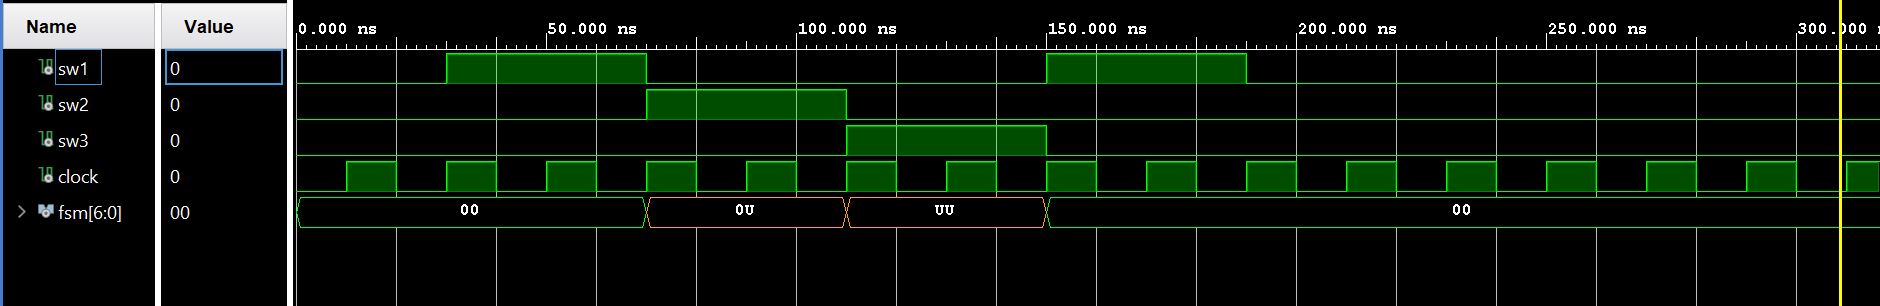 Name Value
0.000 ns 50.000 ns 100.000 ns 150.000 ns 200.000 ns 250.000 ns 300.000 ns
sw1 0
sw2 0
sw3 0
clock 0
fsm[6:0] 00 00 0U UU 00